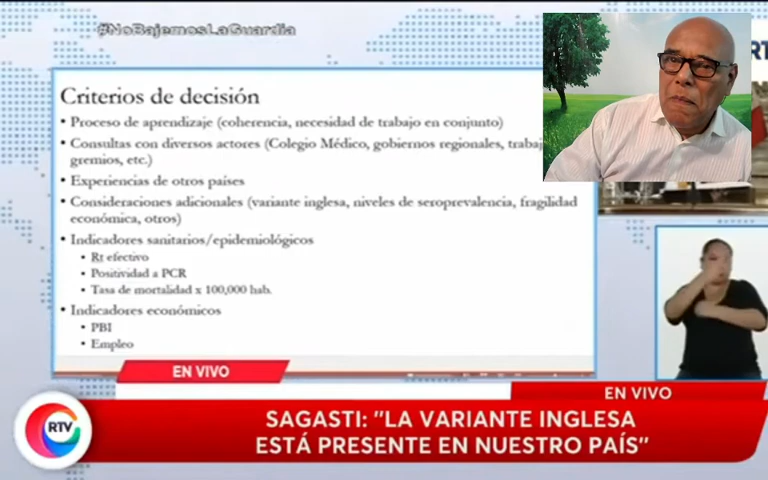 #NoBajemosLaGuardia
RT
Criterios de decisión
• Proceso de aprendizaje (coherencia, necesidad de trabajo en conjunto)
• Consultas con diversos actores (Colegio Médico, gobiernos regionales,
gremios, etc.)
• Experiencias de otros países
• Consideraciones adicionales (variante inglesa, niveles de seroprevalencia, fragilidad
económica, otros)
• Indicadores sanitarios/epidemiológicos
• Rt efectivo
• Positividad a PCR
• Tasa de mortalidad x 100,000 hab.
• Indicadores económicos
• PBI
• Empleo
EN VIVO
EN VIVO
RTV
SAGASTI: "LA VARIANTE INGLESA
ESTÁ PRESENTE EN NUESTRO PAÍS"